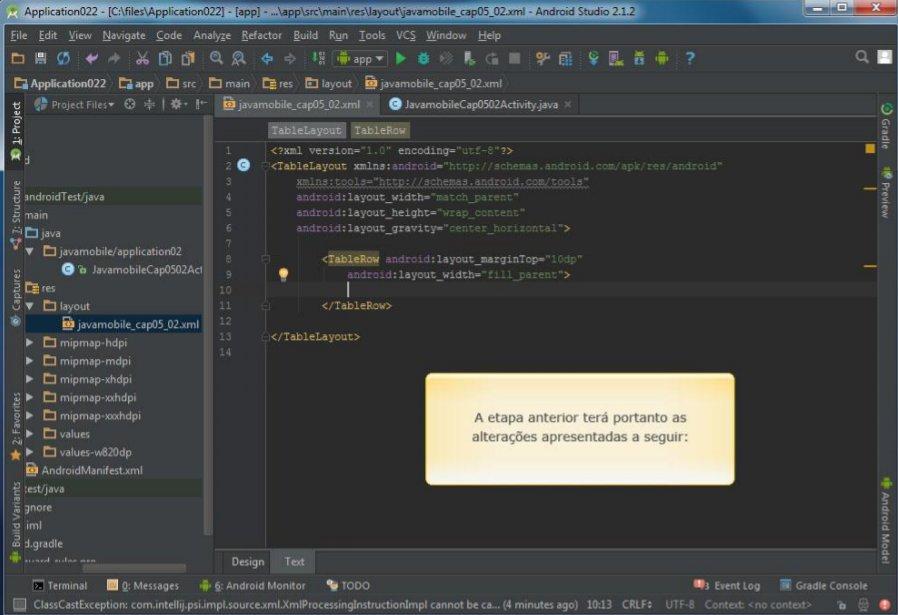 Application022 - [C:\files\Application022] - [app] - ...\app\src\main\res\layout\javamobile_cap05_02.xml - Android Studio 2.1.2
File Edit View Navigate Code Analyze Refactor Build Run Tools VCS Window Help
app
Application022 app src main res layout javamobile_cap05_02.xml
Project Files javamobile_cap05_02.xml JavamobileCap0502Activity.java
TableLayout TableRow
1: Project
7: Structure
Captures
2: Favorites
Build Variants
androidTest/java
main
java
javamobile/application02
JavamobileCap0502Act
res
layout
javamobile_cap05_02.xml
mipmap-hdpi
mipmap-mdpi
mipmap-xhdpi
mipmap-xxhdpi
mipmap-xxxhdpi
values
values-w820dp
AndroidManifest.xml
est/java
gnore
iml
d.gradle
1 <?xml version="1.0" encoding="utf-8"?>
2 <TableLayout xmlns:android="http://schemas.android.com/apk/res/android"
3 xmlns:tools="http://schemas.android.com/tools"
4 android:layout_width="match_parent"
5 android:layout_height="wrap_content"
6 android:layout_gravity="center_horizontal">
7
8 <TableRow android:layout_marginTop="10dp"
9 android:layout_width="fill_parent">
10
11 </TableRow>
12
13 </TableLayout>
14
A etapa anterior terá portanto as
alterações apresentadas a seguir:
Gradle
Preview
Android Model
Design Text
Terminal 0: Messages 6: Android Monitor TODO 3 Event Log Gradle Console
ClassCastException: com.intellij.psi.impl.source.xml.XmlProcessingInstructionImpl cannot be ca... (4 minutes ago) 10:13 CRLF UTF-8 Context: <no context>